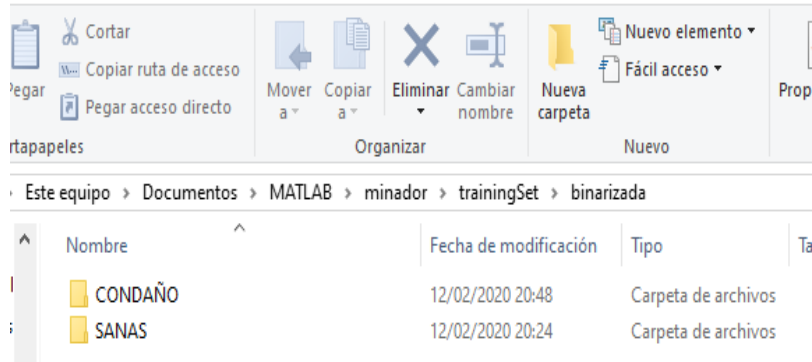 Cortar
Copiar ruta de acceso
Pegar acceso directo
Pegar
rtapapeles
Mover a
Copiar a
Eliminar
Cambiar nombre
Organizar
Nueva carpeta
Nuevo elemento
Fácil acceso
Nuevo
Prop
Este equipo > Documentos > MATLAB > minador > trainingSet > binarizada
Nombre Fecha de modificación Tipo Ta
CONDAÑO 12/02/2020 20:48 Carpeta de archivos
SANAS 12/02/2020 20:24 Carpeta de archivos